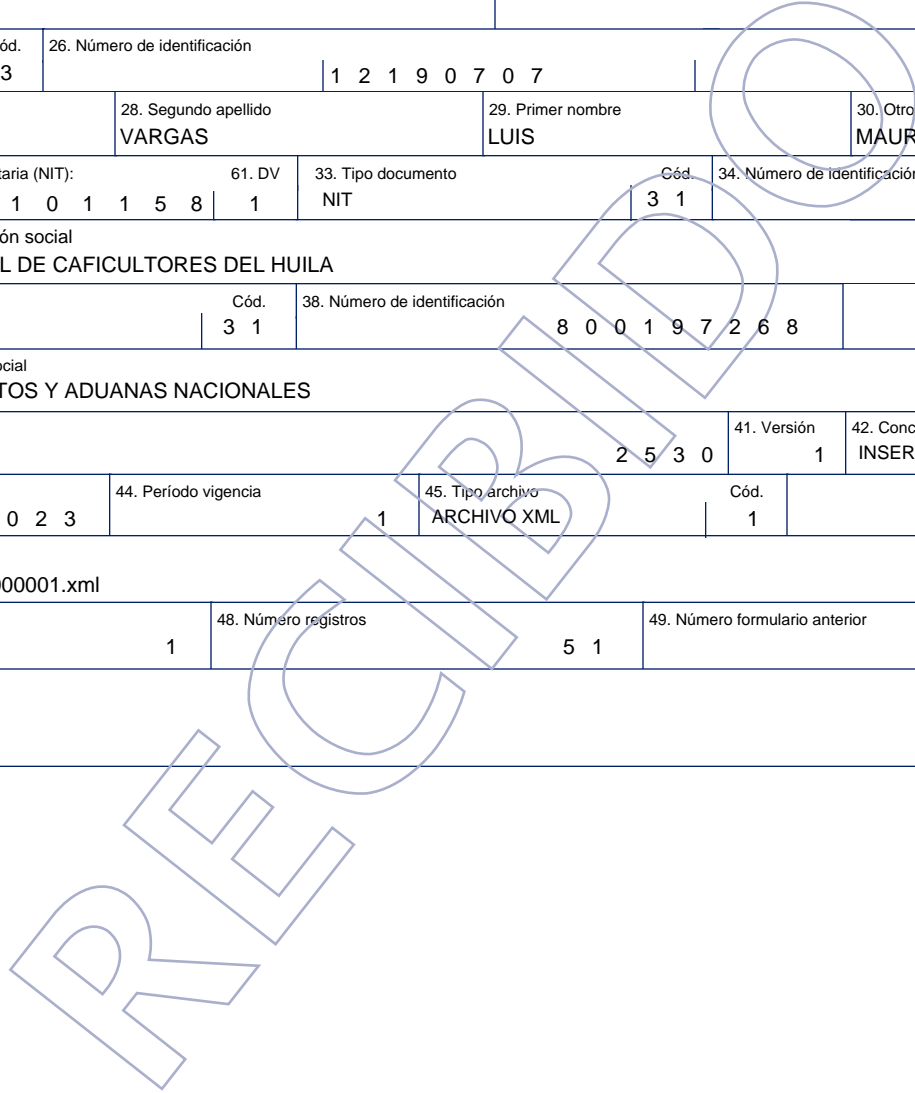 ód. 26. Número de identificación
3 1 2 1 9 0 7 0 7
28. Segundo apellido 29. Primer nombre 30. Otro
VARGAS LUIS MAUR
taria (NIT): 61. DV 33. Tipo documento Cód. 34. Número de identificación
1 0 1 1 5 8 1 NIT 3 1
ón social
L DE CAFICULTORES DEL HUILA
Cód. 38. Número de identificación
3 1 8 0 0 1 9 7 2 6 8
ocial
TOS Y ADUANAS NACIONALES
41. Versión 42. Conc
2 5 3 0 1 INSER
44. Período vigencia 45. Tipo archivo Cód.
0 2 3 1 ARCHIVO XML 1
000001.xml
48. Número registros 49. Número formulario anterior
1 5 1
RECIBIDO